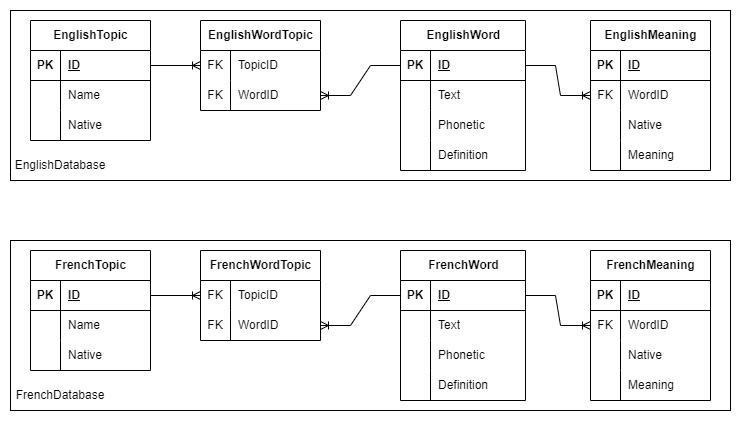 EnglishTopic
PK ID
Name
Native
EnglishWordTopic
FK TopicID
FK WordID
EnglishWord
PK ID
Text
Phonetic
Definition
EnglishMeaning
PK ID
FK WordID
Native
Meaning
EnglishDatabase
FrenchTopic
PK ID
Name
Native
FrenchWordTopic
FK TopicID
FK WordID
FrenchWord
PK ID
Text
Phonetic
Definition
FrenchMeaning
PK ID
FK WordID
Native
Meaning
FrenchDatabase